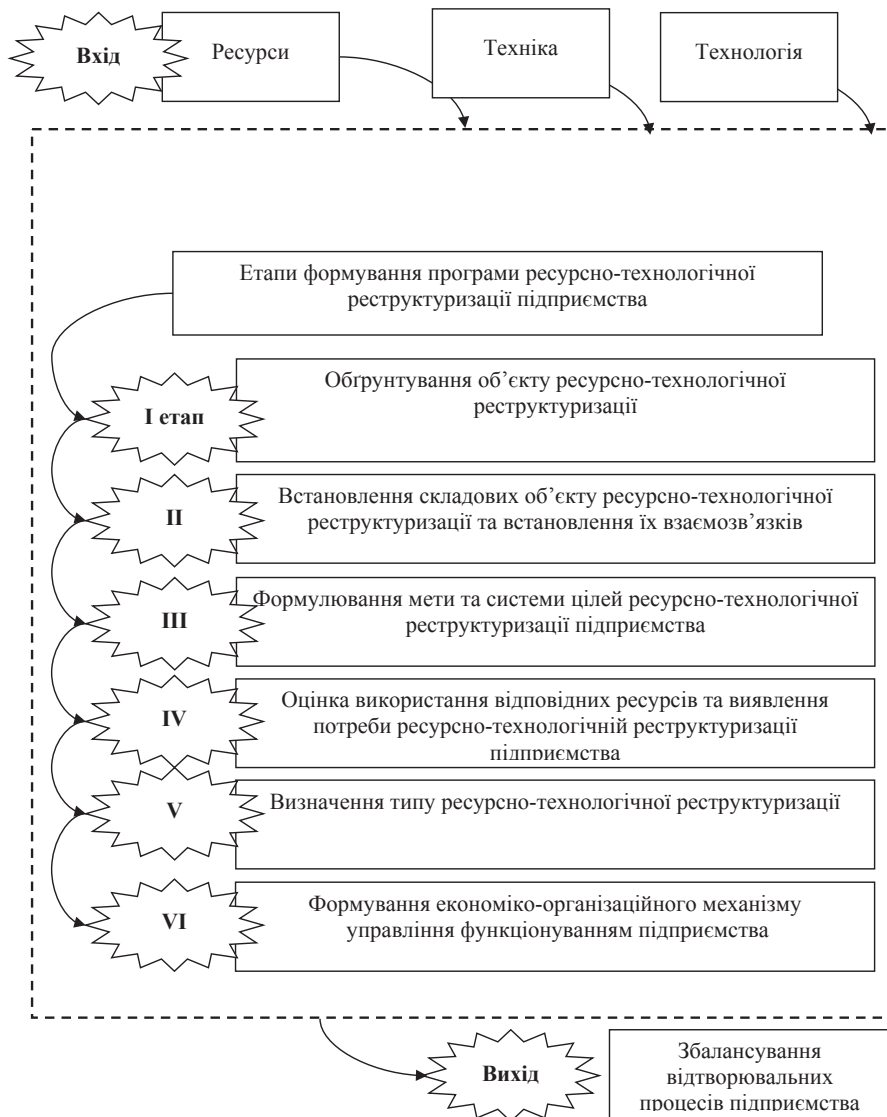 Вхід
Ресурси
Техніка
Технологія
Етапи формування програми ресурсно-технологічної
реструктуризації підприємства
І етап
Обґрунтування об’єкту ресурсно-технологічної
реструктуризації
ІІ
Встановлення складових об’єкту ресурсно-технологічної
реструктуризації та встановлення їх взаємозв’язків
ІІІ
Формулювання мети та системи цілей ресурсно-технологічної
реструктуризації підприємства
IV
Оцінка використання відповідних ресурсів та виявлення
потреби ресурсно-технологічній реструктуризації
підприємства
V
Визначення типу ресурсно-технологічної реструктуризації
VI
Формування економіко-організаційного механізму
управління функціонуванням підприємства
Вихід
Збалансування
відтворювальних
процесів підприємства